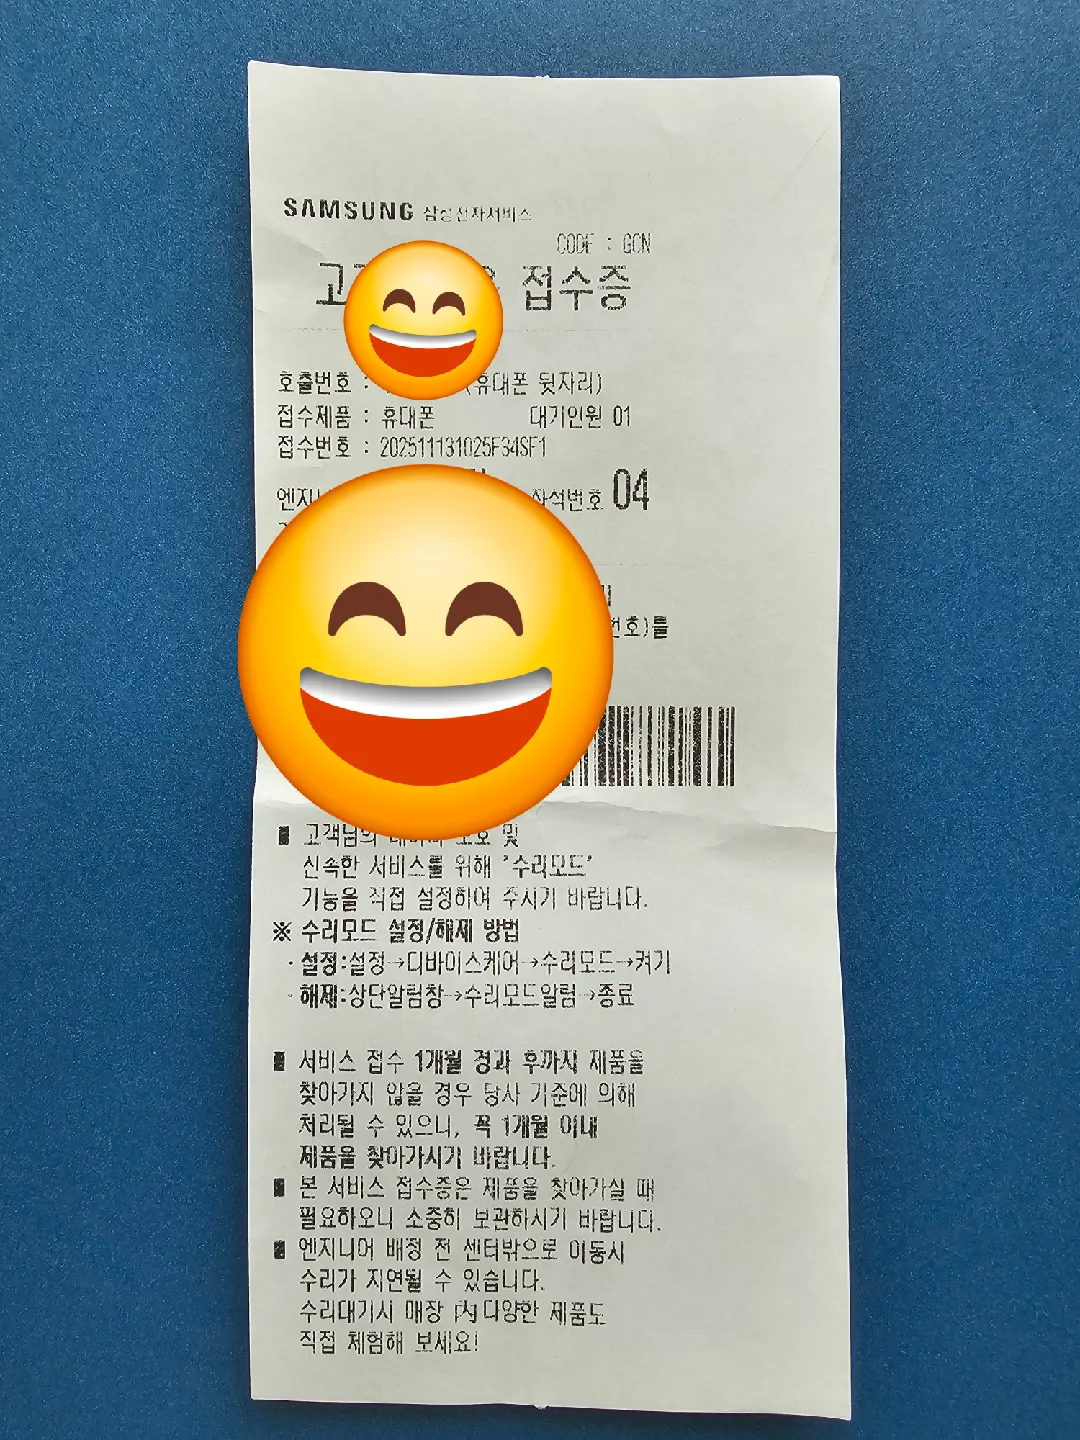 SAMSUNG 삼성전자서비스
CODE : GCN
접수증
호출번호 : (휴대폰 뒷자리)
접수제품 : 휴대폰 대기인원 01
접수번호 : 202511131025F34SF1
좌석번호 04
번호)를
■ 고객님의 및
신속한 서비스를 위해 "수리모드"
기능을 직접 설정하여 주시기 바랍니다.
※ 수리모드 설정/해제 방법
·설정:설정→디바이스케어→수리모드→켜기
·해제:상단알림창→수리모드알림→종료
■ 서비스 접수 1개월 경과 후까지 제품을
찾아가지 않을 경우 당사 기준에 의해
처리될 수 있으니, 꼭 1개월 이내
제품을 찾아가시기 바랍니다.
■ 본 서비스 접수증은 제품을 찾아가실 때
필요하오니 소중히 보관하시기 바랍니다.
■ 엔지니어 배정 전 센터밖으로 이동시
수리가 지연될 수 있습니다.
수리대기시 매장 內 다양한 제품도
직접 체험해 보세요!